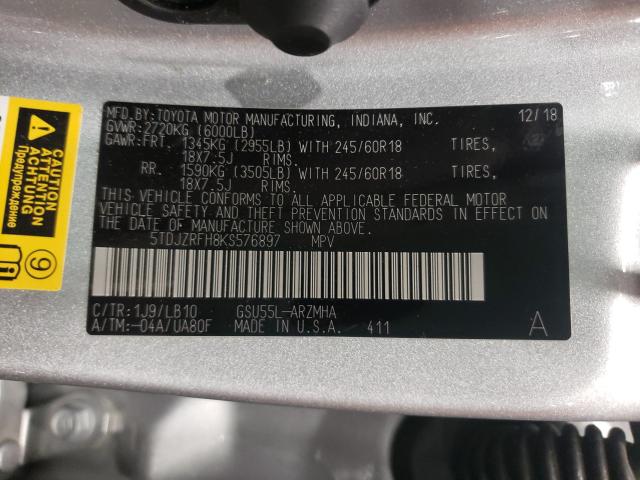 MFD.BY:TOYOTA MOTOR MANUFACTURING, INDIANA, INC. 12/18
GVWR:2720KG (6000LB)
GAWR:FRT. 1345KG (2955LB) WITH 245/60R18 TIRES,
18X7.5J RIMS.
RR. 1590KG (3505LB) WITH 245/60R18 TIRES,
18X7.5J RIMS.
THIS VEHICLE CONFORMS TO ALL APPLICABLE FEDERAL MOTOR
VEHICLE SAFETY AND THEFT PREVENTION STANDARDS IN EFFECT ON
THE DATE OF MANUFACTURE SHOWN ABOVE.
5TDJZRFH8KS576897 MPV
C/TR:1J9/LB10 GSU55L-ARZMHA
A/TM:-04A/UA80F MADE IN U.S.A. 411 A
CAUTION
ATTENTION
ACHTUNG
Предупреждение
9